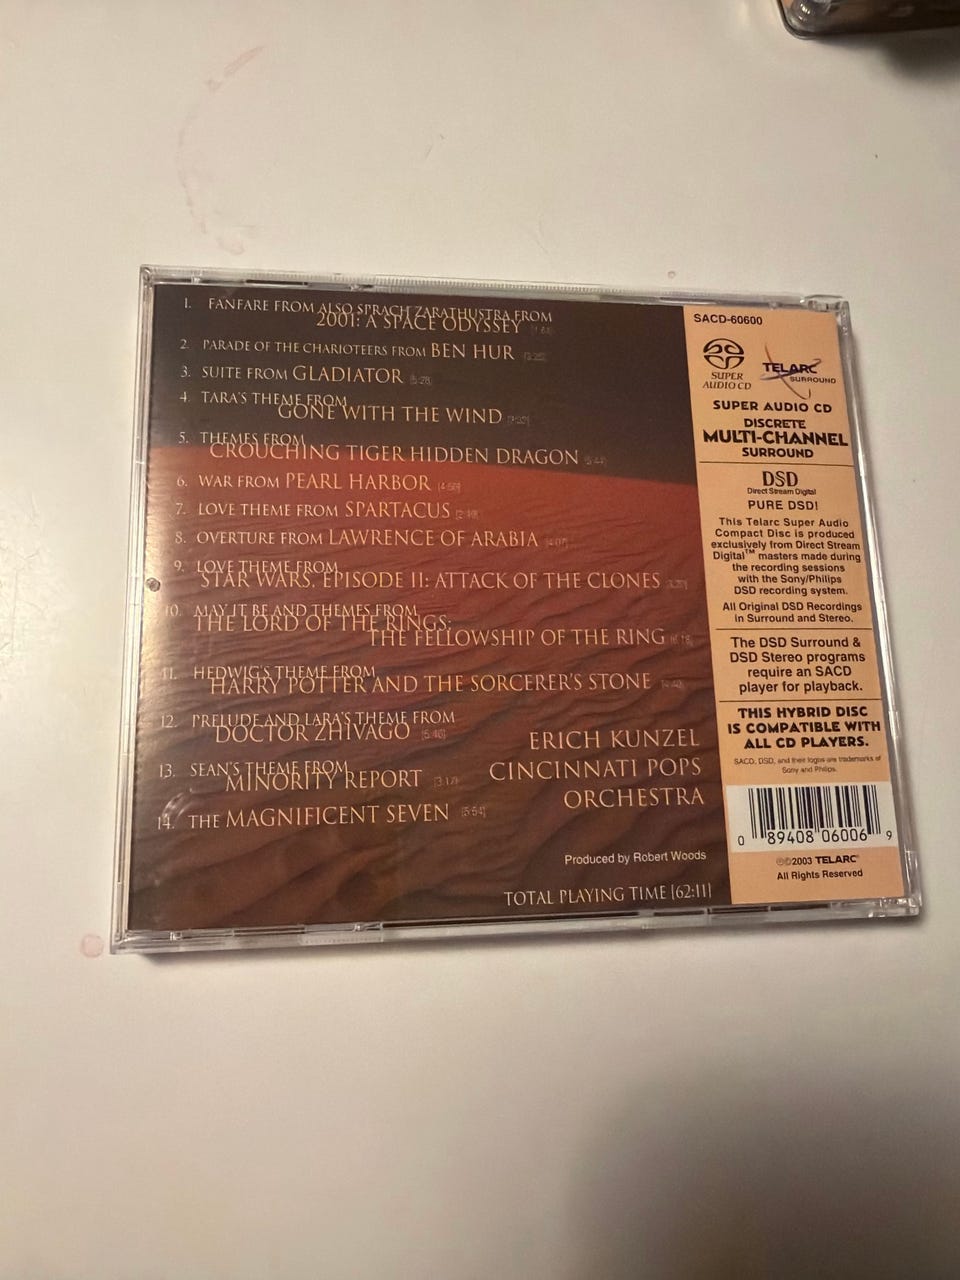 1. FANFARE FROM ALSO SPRACH ZARATHUSTRA FROM
2001: A SPACE ODYSSEY
2. PARADE OF THE CHARIOTEERS FROM BEN HUR
3. SUITE FROM GLADIATOR [5:28]
4. TARA'S THEME FROM
GONE WITH THE WIND
5. THEMES FROM
CROUCHING TIGER HIDDEN DRAGON [5:44]
6. WAR FROM PEARL HARBOR
7. LOVE THEME FROM SPARTACUS
8. OVERTURE FROM LAWRENCE OF ARABIA
9. LOVE THEME FROM
STAR WARS, EPISODE II: ATTACK OF THE CLONES
10. MAY IT BE AND THEMES FROM
THE LORD OF THE RINGS:
THE FELLOWSHIP OF THE RING
11. HEDWIG'S THEME FROM
HARRY POTTER AND THE SORCERER'S STONE
12. PRELUDE AND LARA'S THEME FROM
DOCTOR ZHIVAGO [5:46]
13. SEAN'S THEME FROM
MINORITY REPORT
14. THE MAGNIFICENT SEVEN [5:54]
ERICH KUNZEL
CINCINNATI POPS
ORCHESTRA
Produced by Robert Woods
TOTAL PLAYING TIME [62:11]
SACD-60600
SUPER
AUDIO CD
TELARC
SURROUND
SUPER AUDIO CD
DISCRETE
MULTI-CHANNEL
SURROUND
DSD
Direct Stream Digital
PURE DSD!
This Telarc Super Audio
Compact Disc is produced
exclusively from Direct Stream
Digital™ masters made during
the recording sessions
with the Sony/Philips
DSD recording system.
All Original DSD Recordings
in Surround and Stereo.
The DSD Surround &
DSD Stereo programs
require an SACD
player for playback.
THIS HYBRID DISC
IS COMPATIBLE WITH
ALL CD PLAYERS.
SACD, DSD, and their logos are trademarks of
Sony and Philips.
0 89408 06006 9
℗©2003 TELARC®
All Rights Reserved